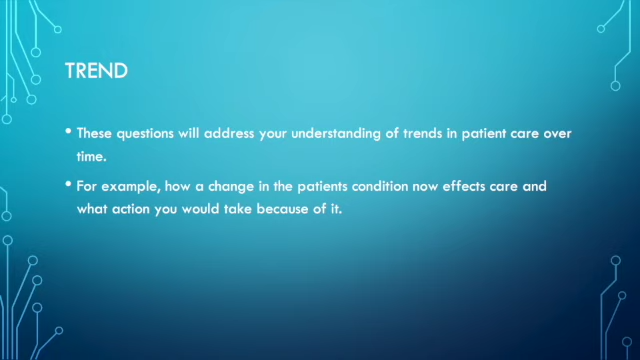 TREND
• These questions will address your understanding of trends in patient care over
time.
• For example, how a change in the patients condition now effects care and
what action you would take because of it.